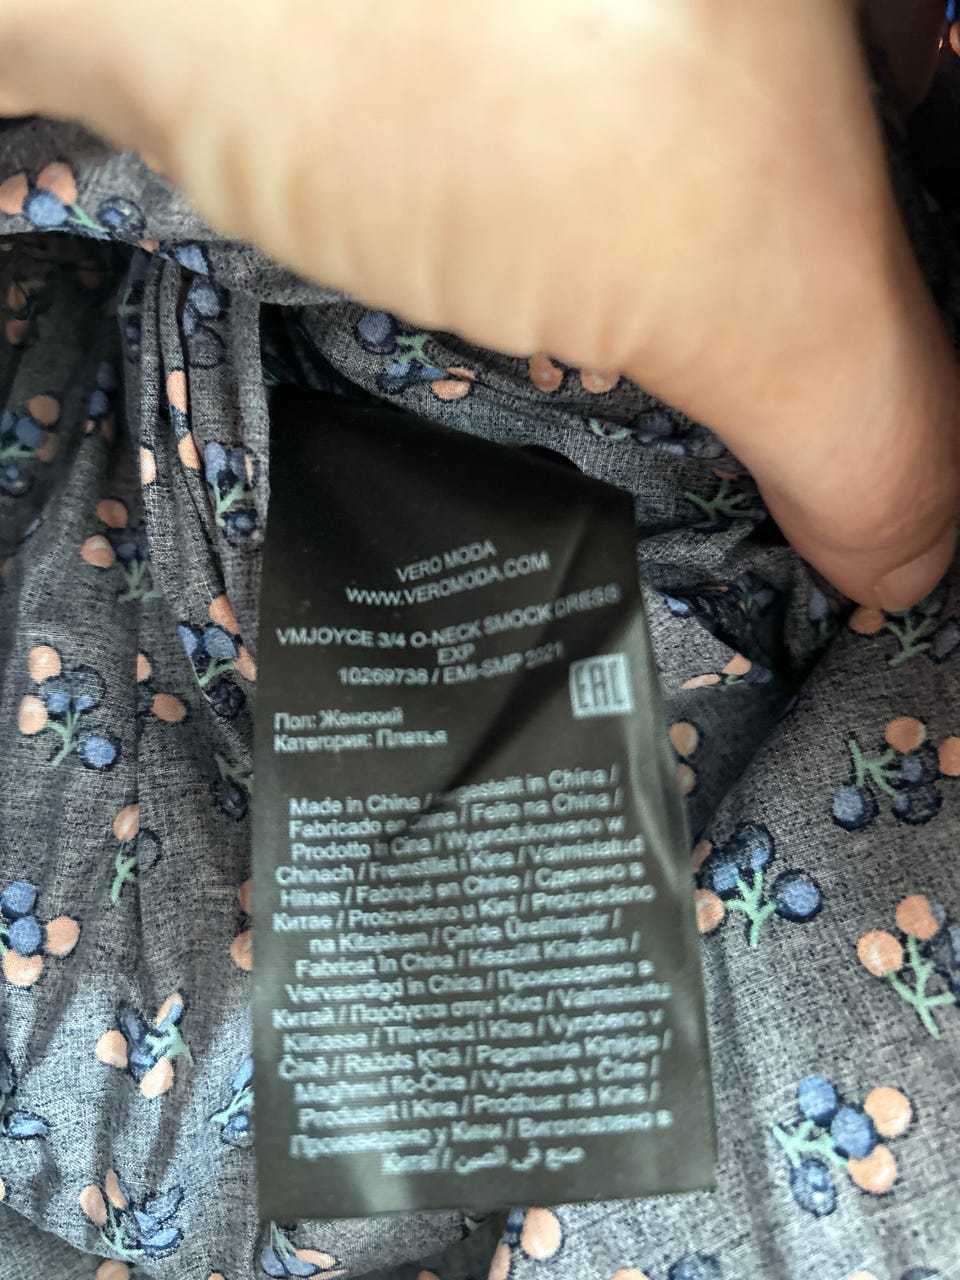 VERO MODA
WWW.VEROMODA.COM
VMJOYCE 3/4 O-NECK SMOCK DRESS
EXP
10269736 / EMI-SMP 2021
EAC
Пол: Женский
Категория: Платья
Made in China / Hergestellt in China /
Fabricado en China / Feito na China /
Prodotto in Cina / Wyprodukowano w
Chinach / Fremstillet i Kina / Valmistatud
Hiinas / Fabriqué en Chine / Сделано в
Китае / Proizvedeno u Kini / Proizvedeno
na Kitajskem / Çin'de Üretilmiştir /
Fabricat în China / Készült Kínában /
Vervaardigd in China / Произведено в
Китай / Παράγεται στην Κίνα / Valmistettu
Kiinassa / Tillverkad i Kina / Vyrobeno v
Číně / Ražots Ķīnā / Pagaminta Kinijoje /
Vyrobené v Číne /
Produsert i Kina / Prodhuar në Kinë /
Произведено у Кини / Виготовлено в
Китаї / صنع في الصين